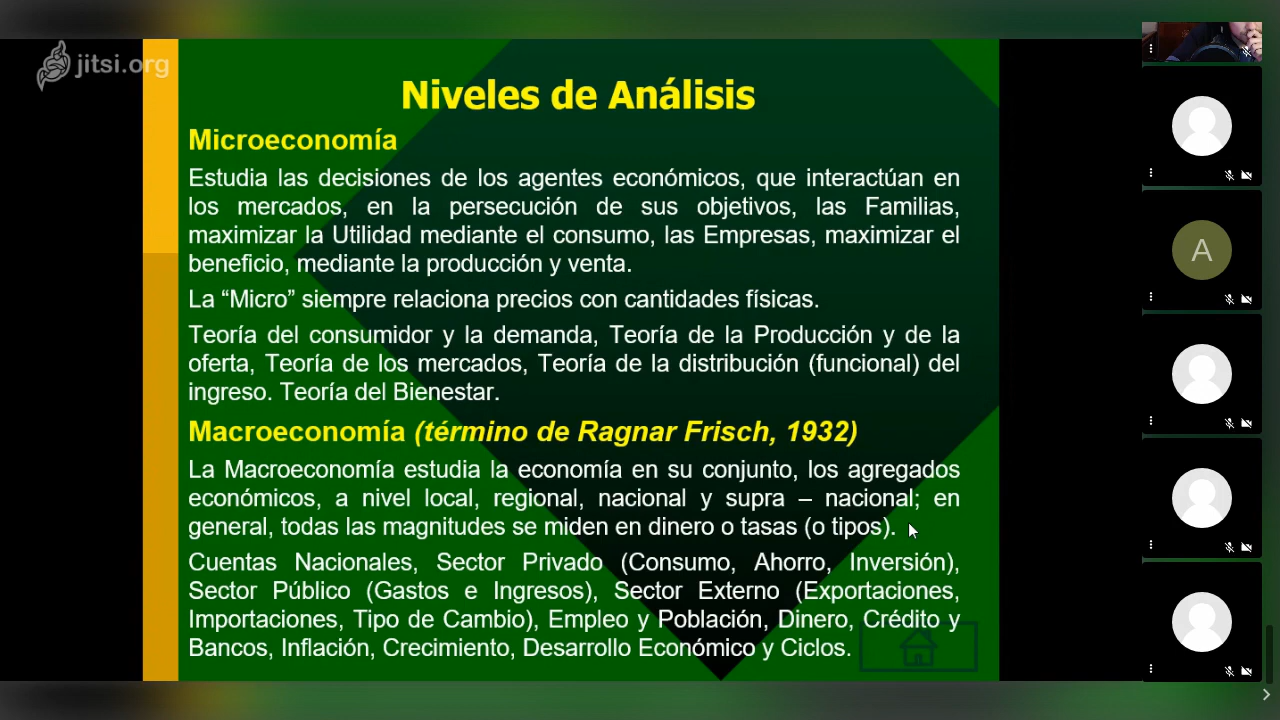 jitsi.org
Niveles de Análisis
Microeconomía
Estudia las decisiones de los agentes económicos, que interactúan en
los mercados, en la persecución de sus objetivos, las Familias,
maximizar la Utilidad mediante el consumo, las Empresas, maximizar el
beneficio, mediante la producción y venta.
La “Micro” siempre relaciona precios con cantidades físicas.
Teoría del consumidor y la demanda, Teoría de la Producción y de la
oferta, Teoría de los mercados, Teoría de la distribución (funcional) del
ingreso. Teoría del Bienestar.
Macroeconomía (término de Ragnar Frisch, 1932)
La Macroeconomía estudia la economía en su conjunto, los agregados
económicos, a nivel local, regional, nacional y supra – nacional; en
general, todas las magnitudes se miden en dinero o tasas (o tipos).
Cuentas Nacionales, Sector Privado (Consumo, Ahorro, Inversión),
Sector Público (Gastos e Ingresos), Sector Externo (Exportaciones,
Importaciones, Tipo de Cambio), Empleo y Población, Dinero, Crédito y
Bancos, Inflación, Crecimiento, Desarrollo Económico y Ciclos.
A